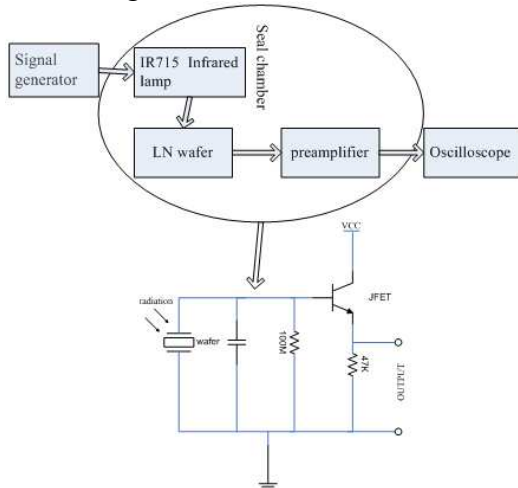 Signal
generator
IR715 Infrared
lamp
Seal chamber
LN wafer
preamplifier
Oscilloscope
VCC
JFET
radiation
wafer
100M
47K
OUTPUT